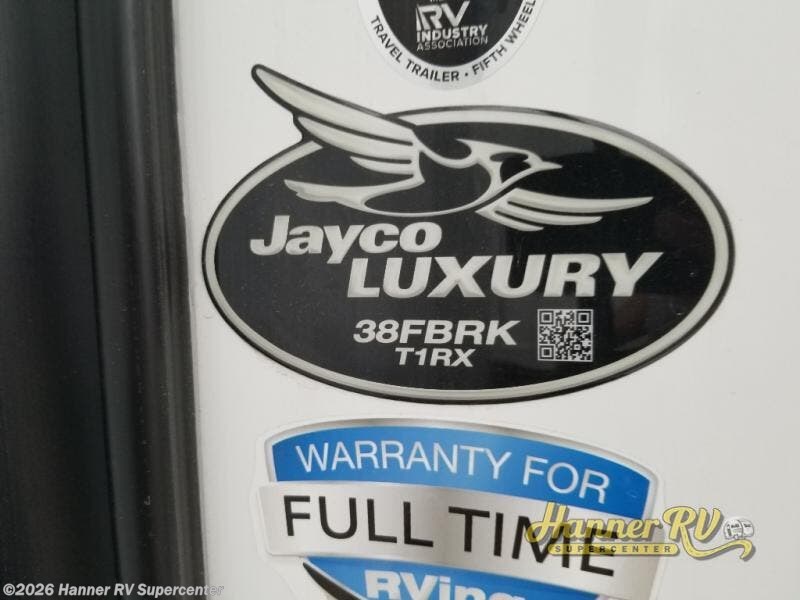 RV
INDUSTRY
ASSOCIATION
TRAVEL TRAILER • FIFTH WHEEL
Jayco
LUXURY
38FBRK
T1RX
WARRANTY FOR
FULL TIME
RVing
Hanner RV
SUPERCENTER
©2026 Hanner RV Supercenter